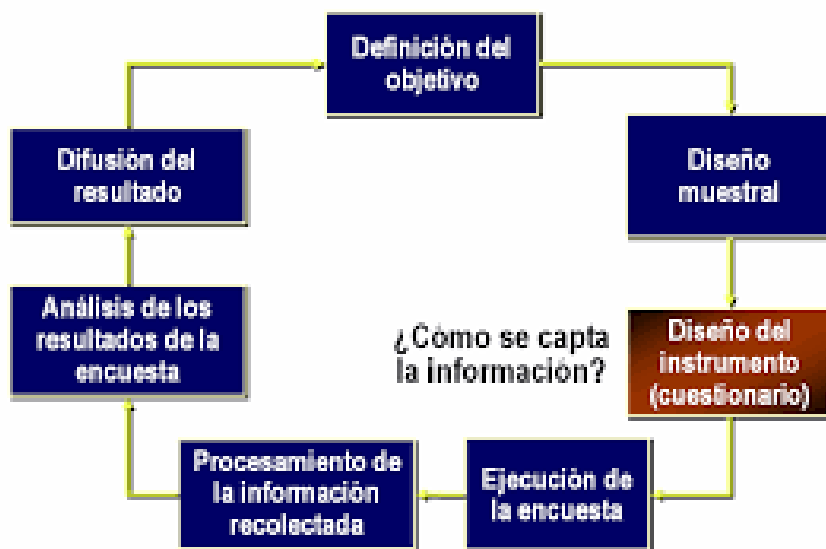 Definición del
objetivo
Diseño
muestral
Diseño del
instrumento
(cuestionario)
¿Cómo se capta
la información?
Ejecución de
la encuesta
Procesamiento de
la información
recolectada
Análisis de los
resultados de la
encuesta
Difusión del
resultado